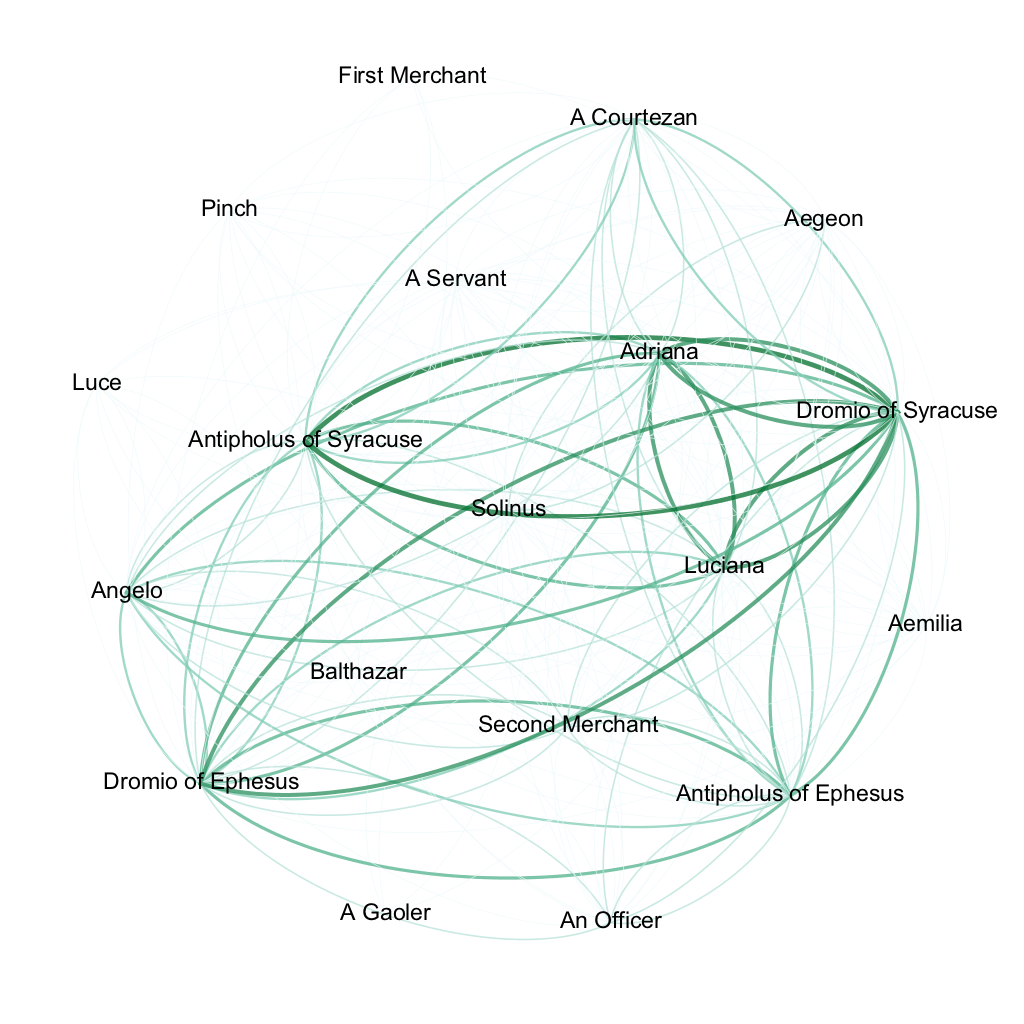 First Merchant
A Courtezan
Pinch
Aegeon
A Servant
Adriana
Luce
Dromio of Syracuse
Antipholus of Syracuse
Solinus
Luciana
Angelo
Aemilia
Balthazar
Second Merchant
Dromio of Ephesus
Antipholus of Ephesus
A Gaoler
An Officer